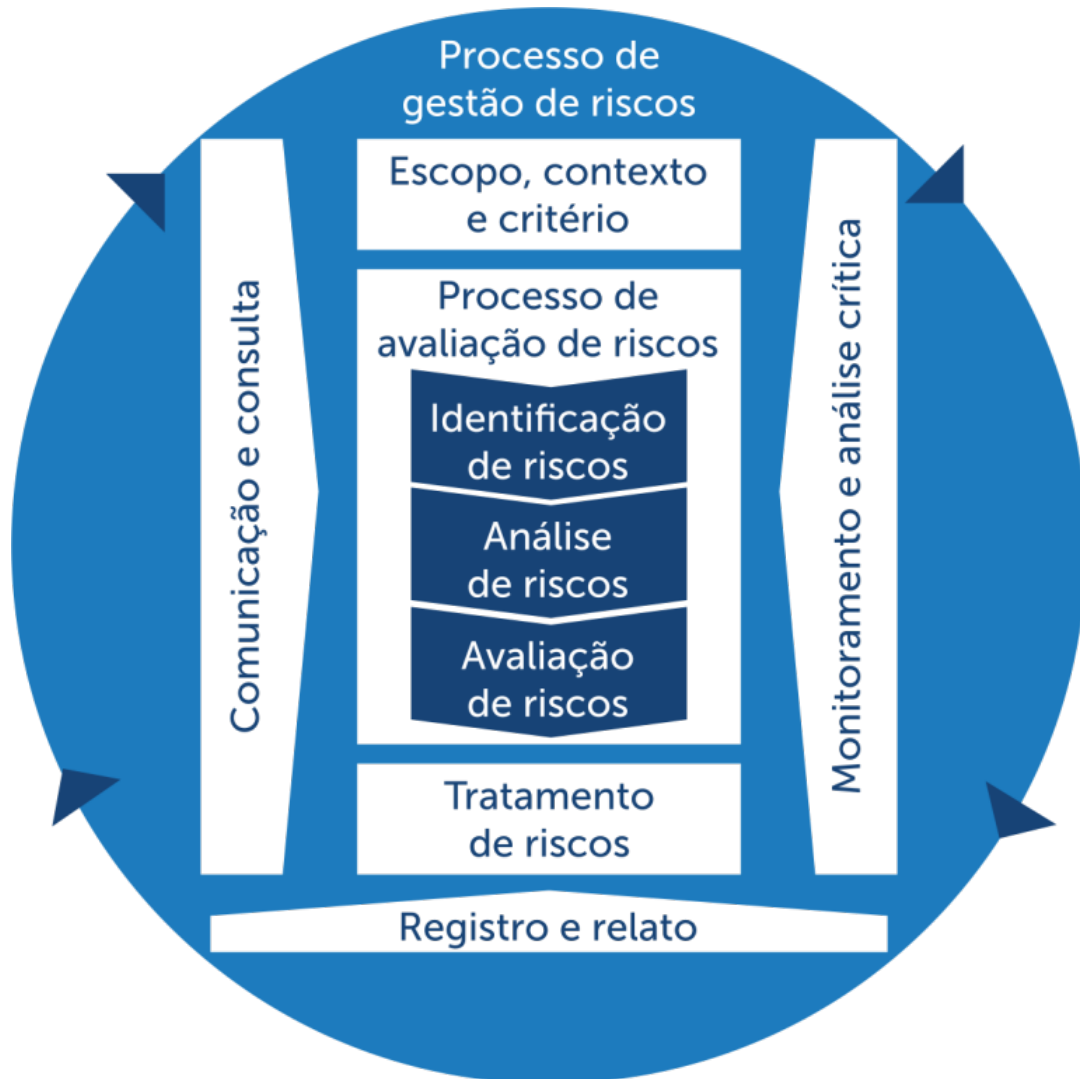 Processo de
gestão de riscos
Escopo, contexto
e critério
Comunicação e consulta
Processo de
avaliação de riscos
Identificação
de riscos
Análise
de riscos
Avaliação
de riscos
Monitoramento e análise crítica
Tratamento
de riscos
Registro e relato